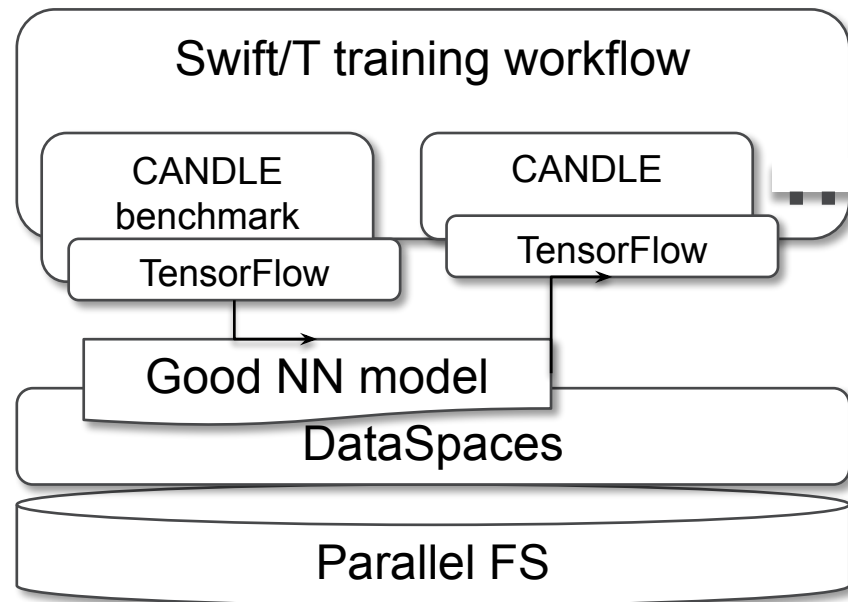 Swift/T training workflow
CANDLE
benchmark
TensorFlow
CANDLE
TensorFlow
Good NN model
DataSpaces
Parallel FS